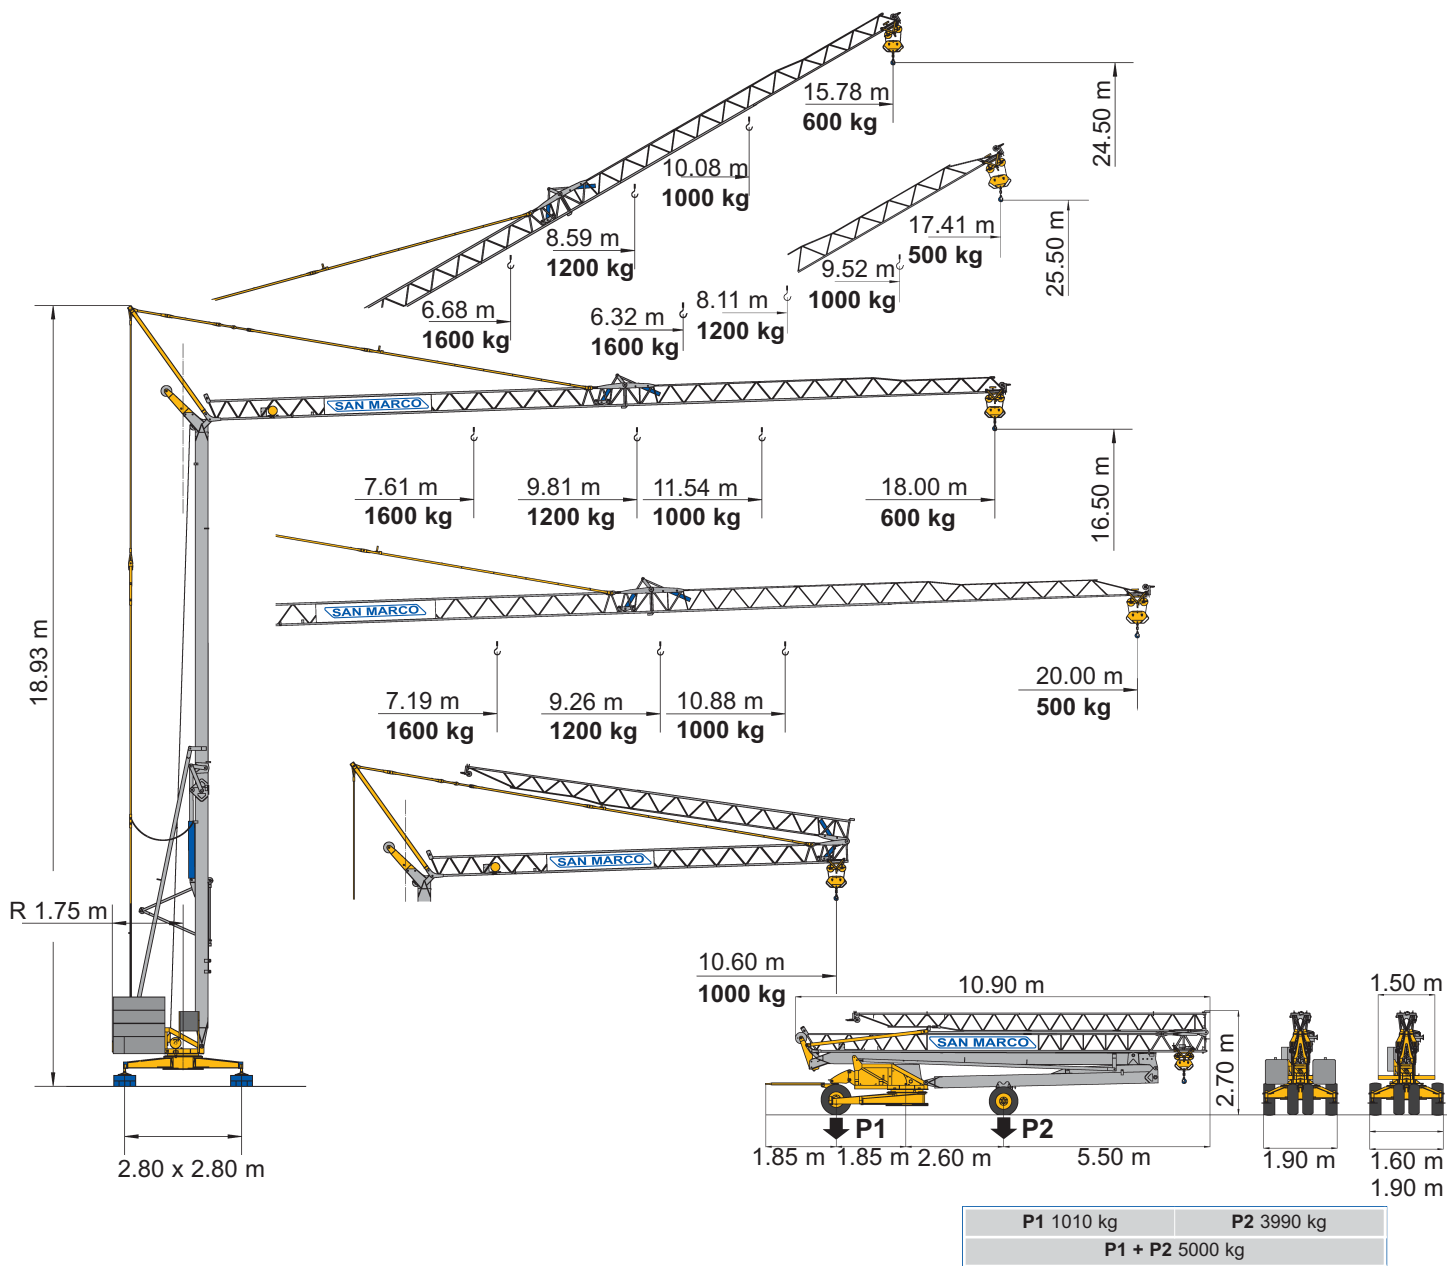 15.78 m
600 kg
24.50 m
10.08 m
1000 kg
8.59 m
1200 kg
6.68 m
1600 kg
17.41 m
500 kg
25.50 m
9.52 m
1000 kg
8.11 m
1200 kg
6.32 m
1600 kg
SAN MARCO
7.61 m
1600 kg
9.81 m
1200 kg
11.54 m
1000 kg
18.00 m
600 kg
16.50 m
18.93 m
SAN MARCO
7.19 m
1600 kg
9.26 m
1200 kg
10.88 m
1000 kg
20.00 m
500 kg
SAN MARCO
R 1.75 m
10.60 m
1000 kg
2.80 x 2.80 m
10.90 m
SAN MARCO
2.70 m
P1
P2
1.85 m
1.85 m
2.60 m
5.50 m
1.90 m
1.50 m
1.60 m
1.90 m
P1 1010 kg
P2 3990 kg
P1 + P2 5000 kg